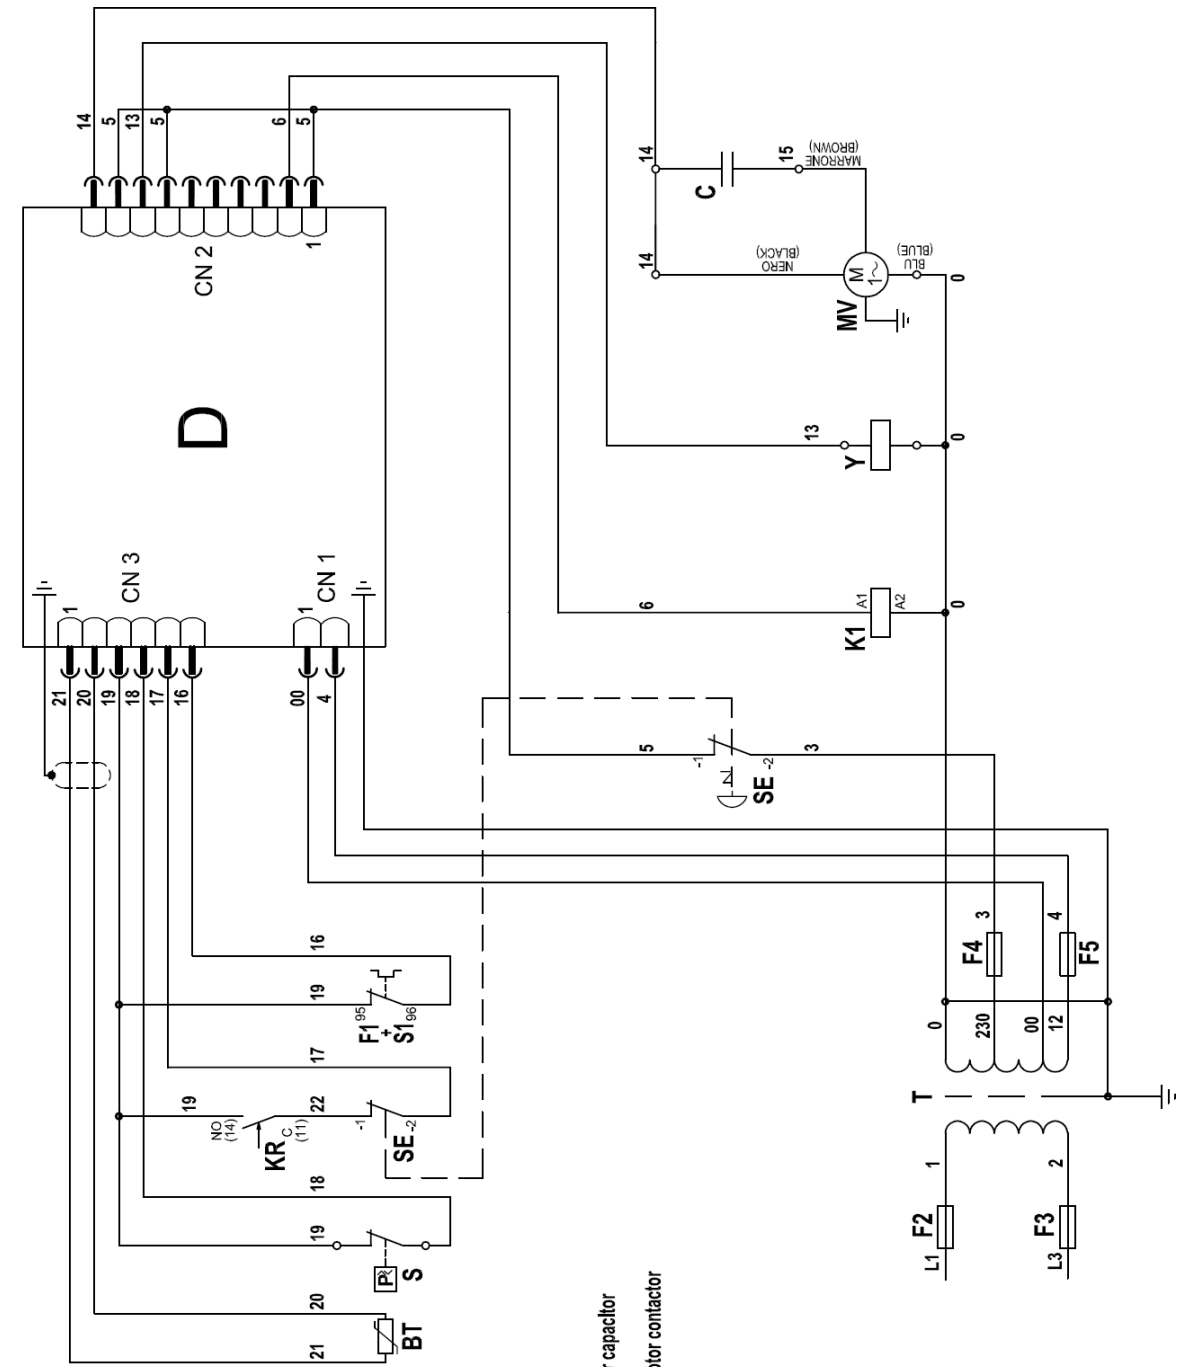 14
5
13
5
6
5
CN 2
1
D
CN 3
1
CN 1
1
21
20
19
18
17
16
00
4
14
C
15
MARRONE
(BROWN)
14
NERO
(BLACK)
M
1~
MV
BLU
(BLUE)
0
13
Y
0
6
A1
A2
K1
0
5
-1
SE
-2
3
16
19
95
96
F1
+
S1
17
19
NO
(14)
KR
C
(11)
22
-1
SE
-2
18
19
P
S
20
21
BT
F4
3
4
F5
0
230
00
12
T
1
2
F2
F3
L1
L3
r capacitor
otor contactor